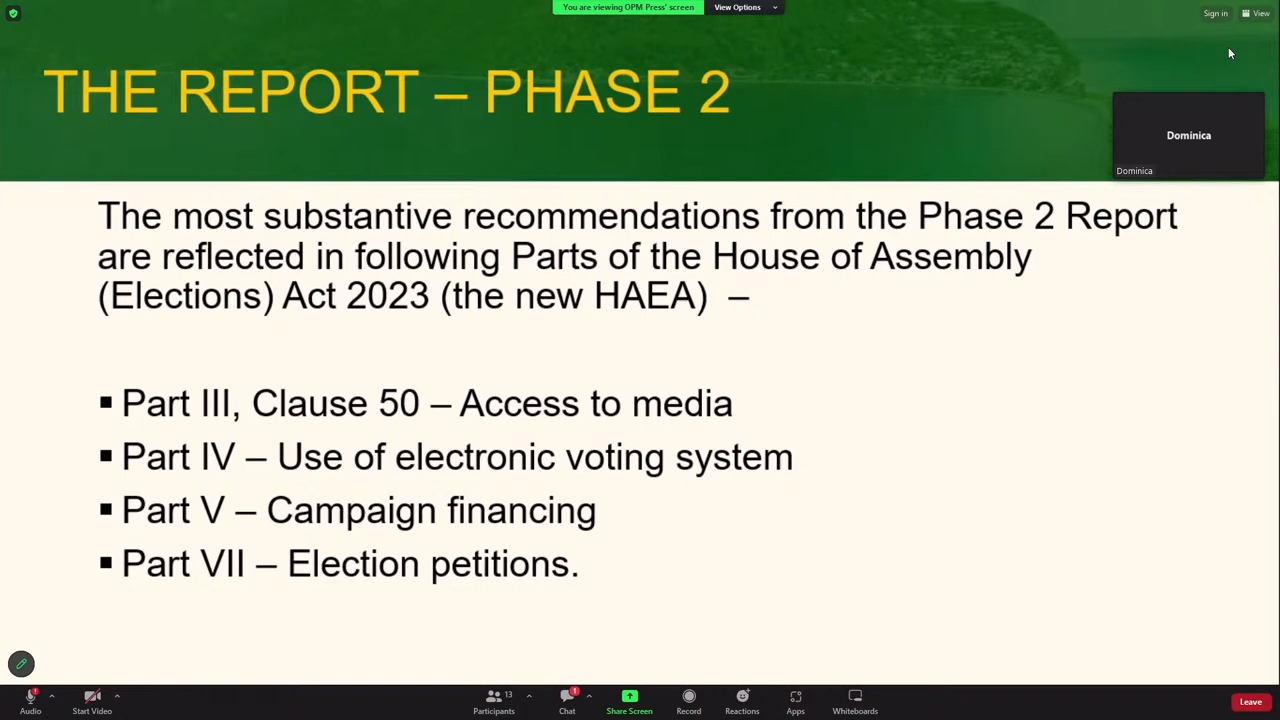 You are viewing OPM Press' screen
View Options
Sign in
View
THE REPORT – PHASE 2
Dominica
Dominica
The most substantive recommendations from the Phase 2 Report
are reflected in following Parts of the House of Assembly
(Elections) Act 2023 (the new HAEA) –
▪ Part III, Clause 50 – Access to media
▪ Part IV – Use of electronic voting system
▪ Part V – Campaign financing
▪ Part VII – Election petitions.
Audio
Start Video
13
Participants
1
Chat
Share Screen
Record
Reactions
Apps
Whiteboards
Leave